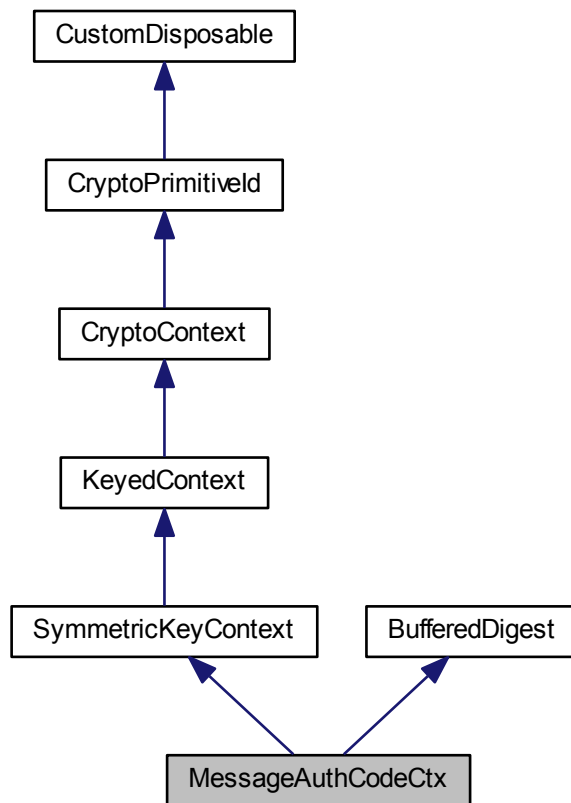 CustomDisposable
CryptoPrimitiveId
CryptoContext
KeyedContext
SymmetricKeyContext
BufferedDigest
MessageAuthCodeCtx